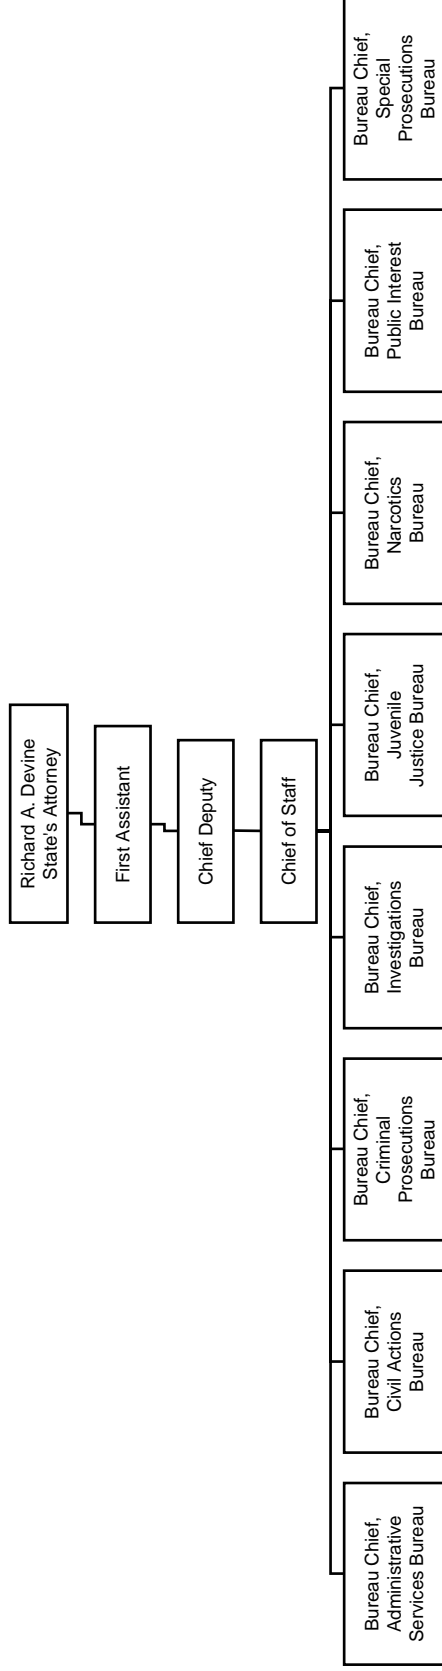 Richard A. Devine
State's Attorney
First Assistant
Chief Deputy
Chief of Staff
Bureau Chief,
Administrative
Services Bureau
Bureau Chief,
Civil Actions
Bureau
Bureau Chief,
Criminal
Prosecutions
Bureau
Bureau Chief,
Investigations
Bureau
Bureau Chief,
Juvenile
Justice Bureau
Bureau Chief,
Narcotics
Bureau
Bureau Chief,
Public Interest
Bureau
Bureau Chief,
Special
Prosecutions
Bureau